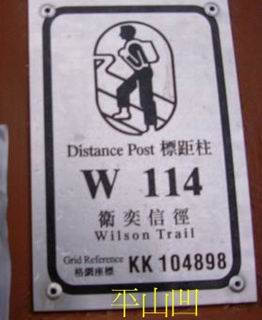 Distance Post 標距柱
W 114
衛奕信徑
Wilson Trail
Grid Reference
格網座標 KK 104898
平山凹